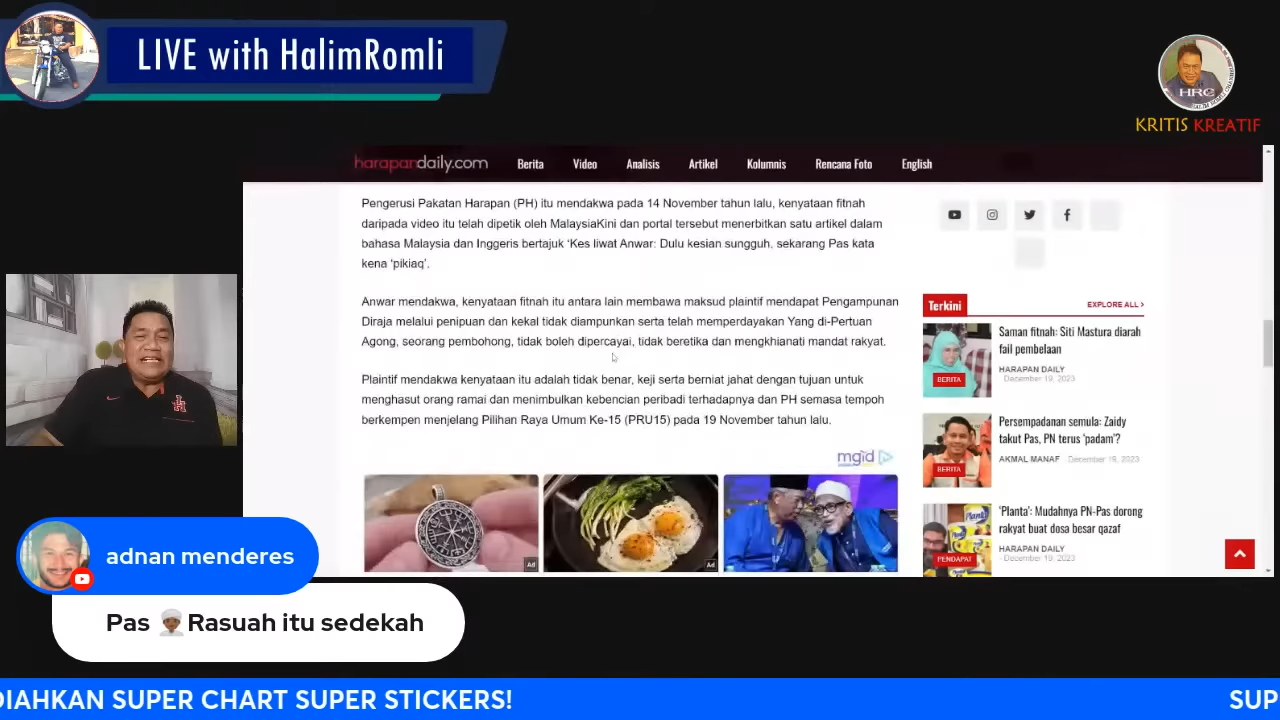 LIVE with HalimRomli
HRC
KRITIS KREATIF
harapandaily.com
Berita
Video
Analisis
Artikel
Kolumnis
Rencana Foto
English
Pengerusi Pakatan Harapan (PH) itu mendakwa pada 14 November tahun lalu, kenyataan fitnah
daripada video itu telah dipetik oleh MalaysiaKini dan portal tersebut menerbitkan satu artikel dalam
bahasa Malaysia dan Inggeris bertajuk ‘Kes liwat Anwar: Dulu kesian sungguh, sekarang Pas kata
kena ‘pikiaq’.
Anwar mendakwa, kenyataan fitnah itu antara lain membawa maksud plaintif mendapat Pengampunan
Diraja melalui penipuan dan kekal tidak diampunkan serta telah memperdayakan Yang di-Pertuan
Agong, seorang pembohong, tidak boleh dipercayai, tidak beretika dan mengkhianati mandat rakyat.
Plaintif mendakwa kenyataan itu adalah tidak benar, keji serta berniat jahat dengan tujuan untuk
menghasut orang ramai dan menimbulkan kebencian peribadi terhadapnya dan PH semasa tempoh
berkempen menjelang Pilihan Raya Umum Ke-15 (PRU15) pada 19 November tahun lalu.
mgid
Ad
Ad
Terkini
EXPLORE ALL >
BERITA
Saman fitnah: Siti Mastura diarah
fail pembelaan
HARAPAN DAILY
- December 19, 2023
BERITA
Persempadanan semula: Zaidy
takut Pas, PN terus ‘padam’?
AKMAL MANAF - December 19, 2023
PENDAPAT
‘Planta’: Mudahnya PN-Pas dorong
rakyat buat dosa besar qazaf
HARAPAN DAILY
- December 19, 2023
adnan menderes
Pas 👳🏾Rasuah itu sedekah
DIAHKAN SUPER CHART SUPER STICKERS!
SUP